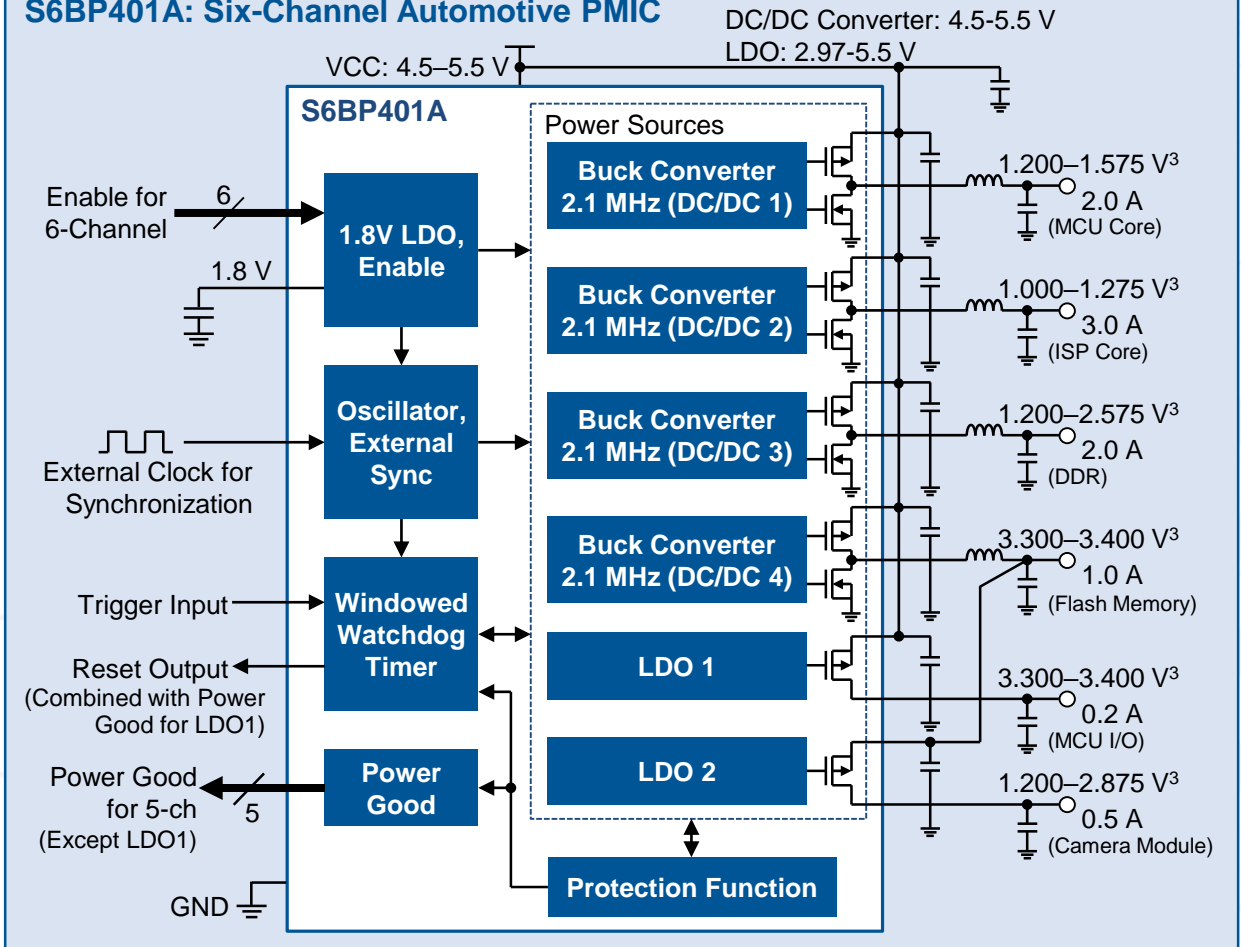 S6BP401A: Six-Channel Automotive PMIC
DC/DC Converter: 4.5-5.5 V
LDO: 2.97-5.5 V
VCC: 4.5–5.5 V
S6BP401A
Power Sources
Enable for
6-Channel
6
1.8V LDO,
Enable
1.8 V
Buck Converter
2.1 MHz (DC/DC 1)
1.200–1.575 V³
2.0 A
(MCU Core)
Buck Converter
2.1 MHz (DC/DC 2)
1.000–1.275 V³
3.0 A
(ISP Core)
Oscillator,
External
Sync
External Clock for
Synchronization
Buck Converter
2.1 MHz (DC/DC 3)
1.200–2.575 V³
2.0 A
(DDR)
Buck Converter
2.1 MHz (DC/DC 4)
3.300–3.400 V³
1.0 A
(Flash Memory)
Trigger Input
Windowed
Watchdog
Timer
Reset Output
(Combined with Power
Good for LDO1)
LDO 1
3.300–3.400 V³
0.2 A
(MCU I/O)
Power Good
for 5-ch
(Except LDO1)
5
Power
Good
LDO 2
1.200–2.875 V³
0.5 A
(Camera Module)
Protection Function
GND